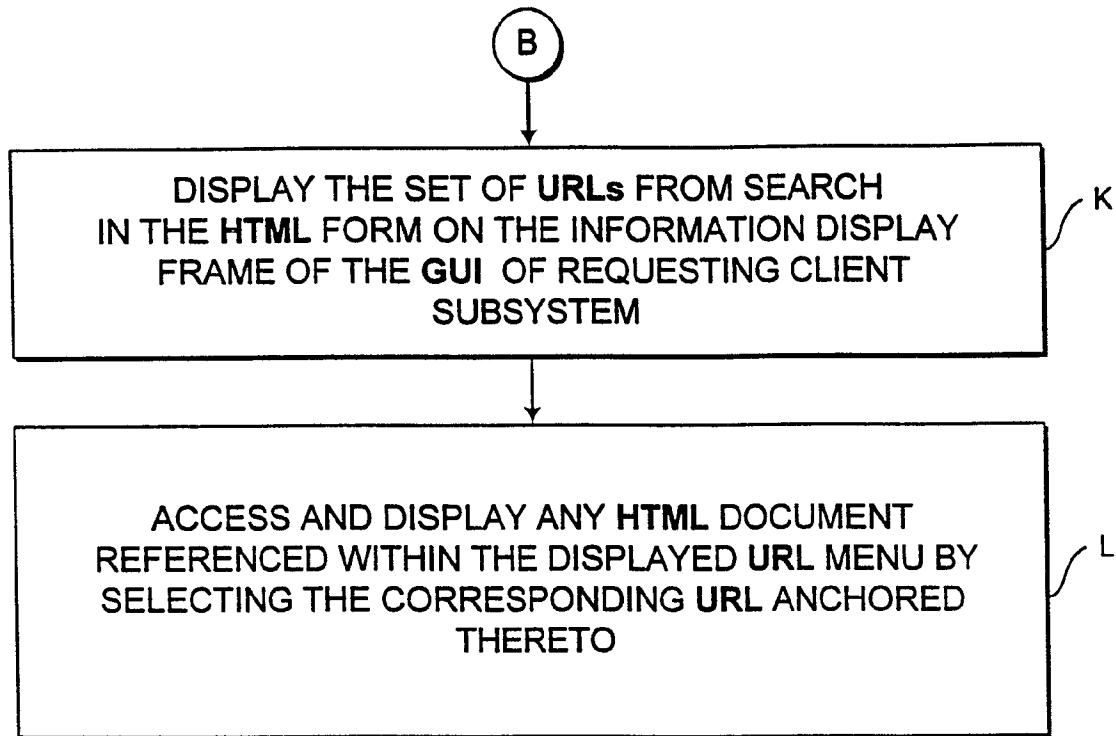 B
DISPLAY THE SET OF URLs FROM SEARCH
IN THE HTML FORM ON THE INFORMATION DISPLAY
FRAME OF THE GUI OF REQUESTING CLIENT
SUBSYSTEM
K
ACCESS AND DISPLAY ANY HTML DOCUMENT
REFERENCED WITHIN THE DISPLAYED URL MENU BY
SELECTING THE CORRESPONDING URL ANCHORED
THERETO
L